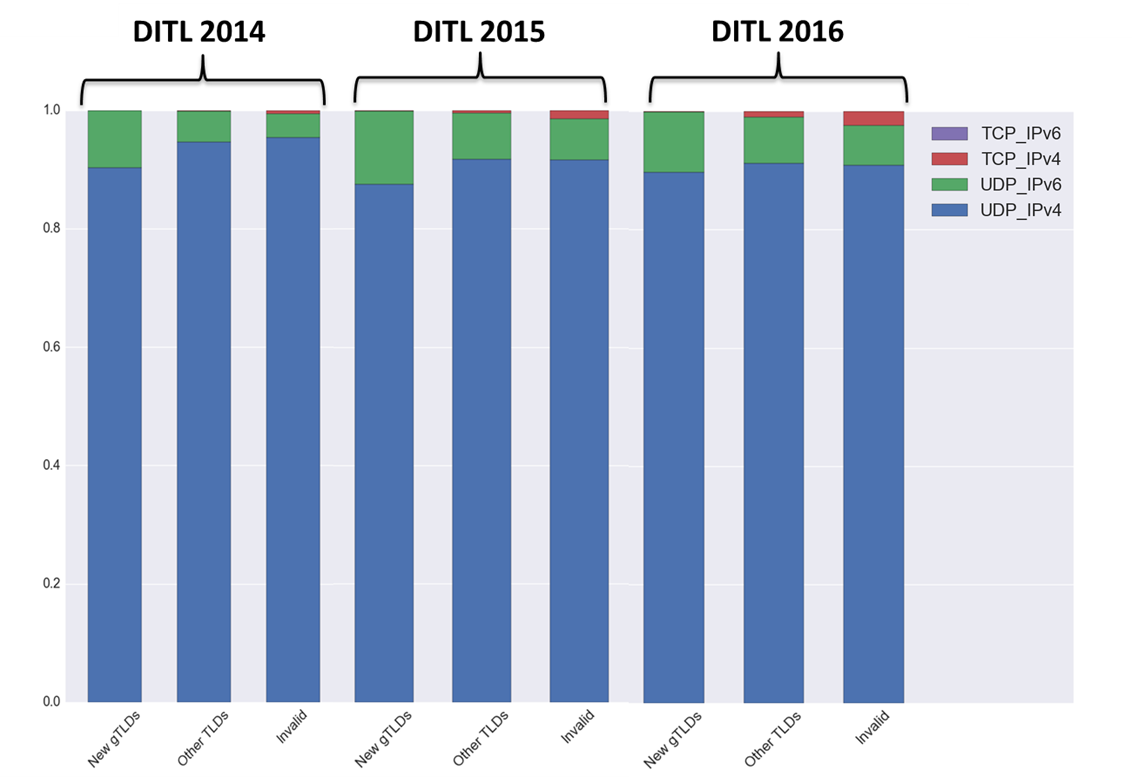 DITL 2014 DITL 2015 DITL 2016
1.0
0.8
0.6
0.4
0.2
0.0
TCP_IPv6
TCP_IPv4
UDP_IPv6
UDP_IPv4
New gTLDs
Other TLDs
Invalid
New gTLDs
Other TLDs
Invalid
New gTLDs
Other TLDs
Invalid